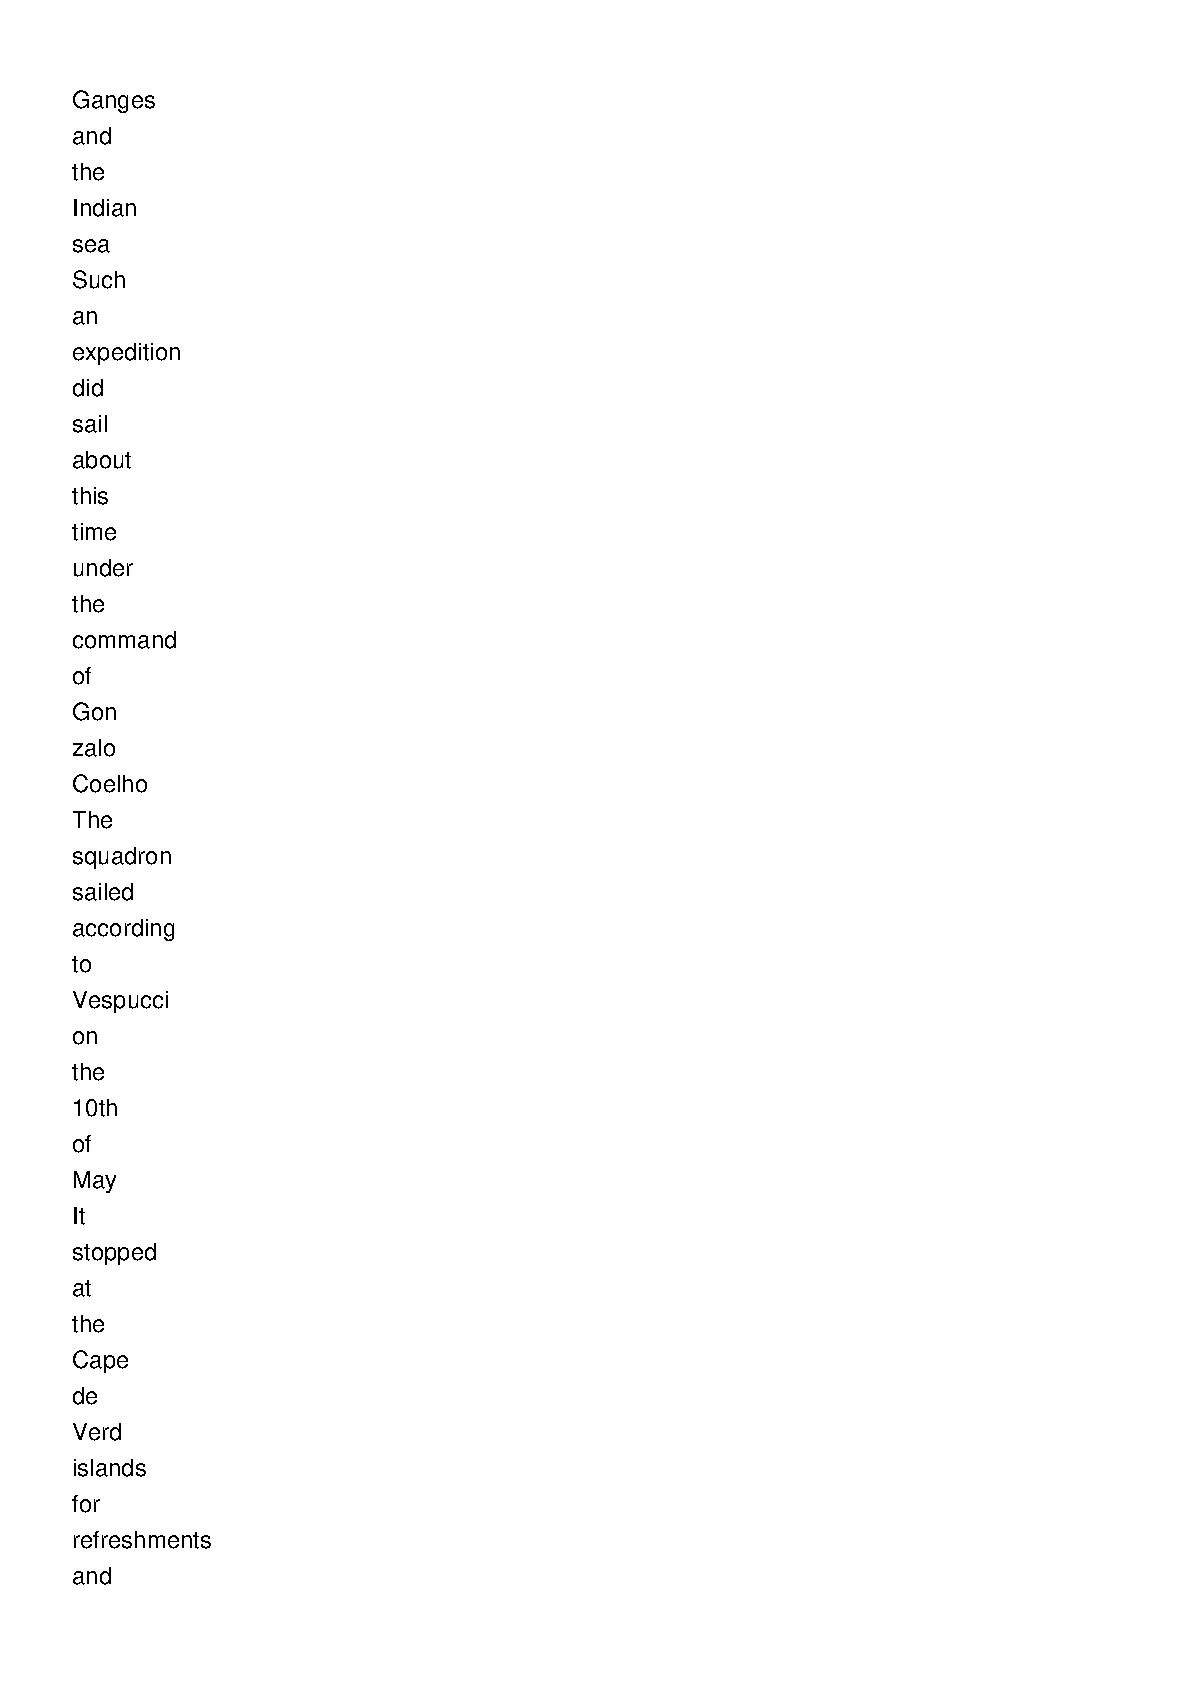 Ganges
and
the
Indian
sea
Such
an
expedition
did
sail
about
this
time
under
the
command
of
Gon
zalo
Coelho
The
squadron
sailed
according
to
Vespucci
on
the
10th
of
May
It
stopped
at
the
Cape
de
Verd
islands
for
refreshments
and